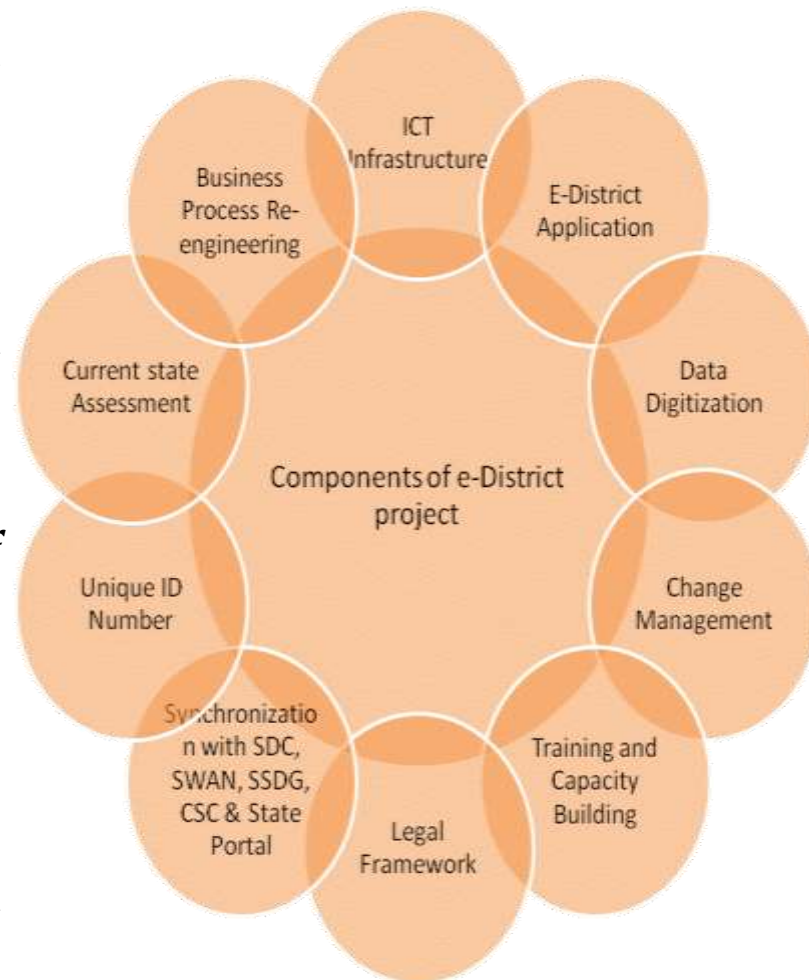 ICT
Infrastructure
E-District
Application
Data
Digitization
Change
Management
Training and
Capacity
Building
Legal
Framework
Synchronizatio
n with SDC,
SWAN, SSDG,
CSC & State
Portal
Unique ID
Number
Current state
Assessment
Business
Process Re-
engineering
Components of e-District
project